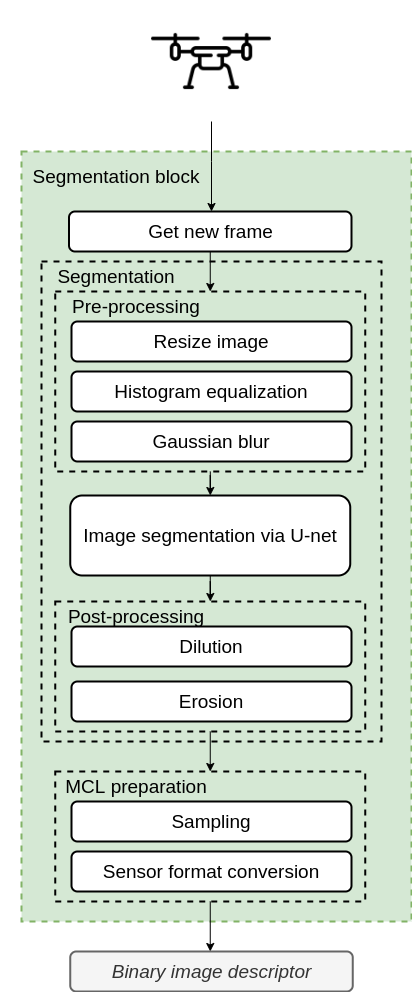 Segmentation block
Get new frame
Segmentation
Pre-processing
Resize image
Histogram equalization
Gaussian blur
Image segmentation via U-net
Post-processing
Dilution
Erosion
MCL preparation
Sampling
Sensor format conversion
Binary image descriptor